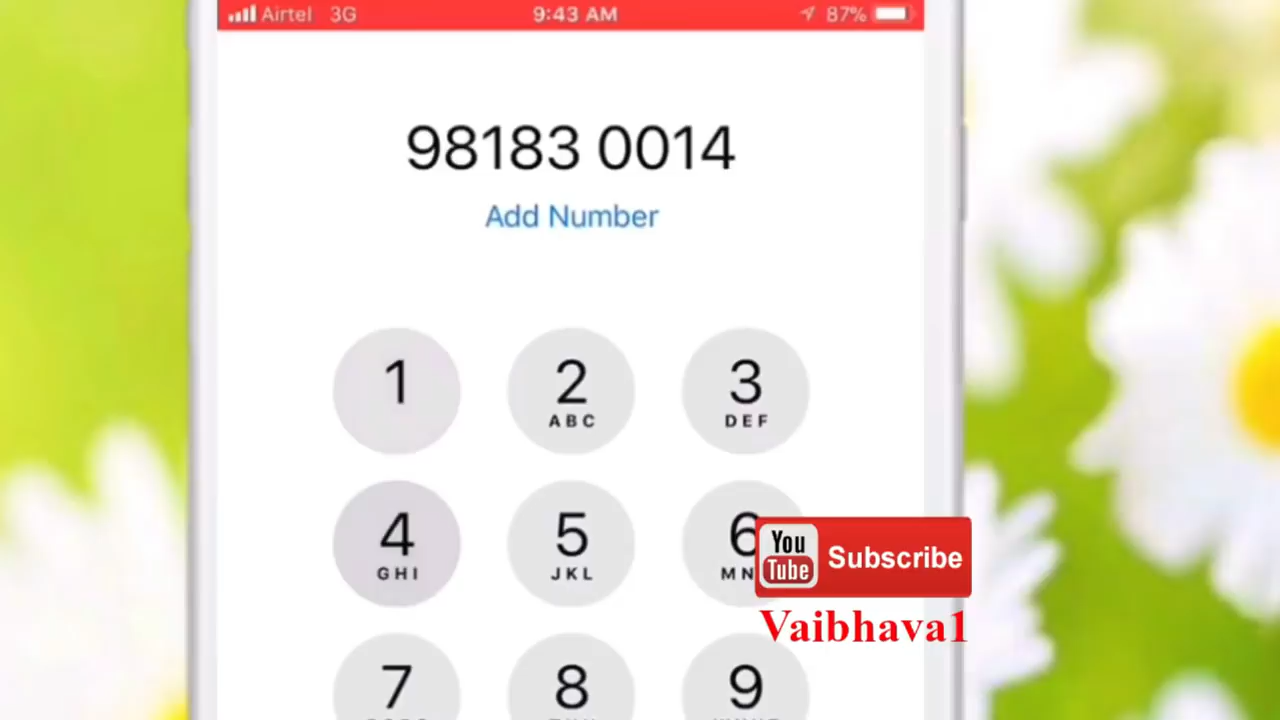 Airtel 3G 9:43 AM 87%
98183 0014
Add Number
1 2 3
ABC DEF
4 5 6
GHI JKL MN
7 8 9
You Tube Subscribe
Vaibhava1